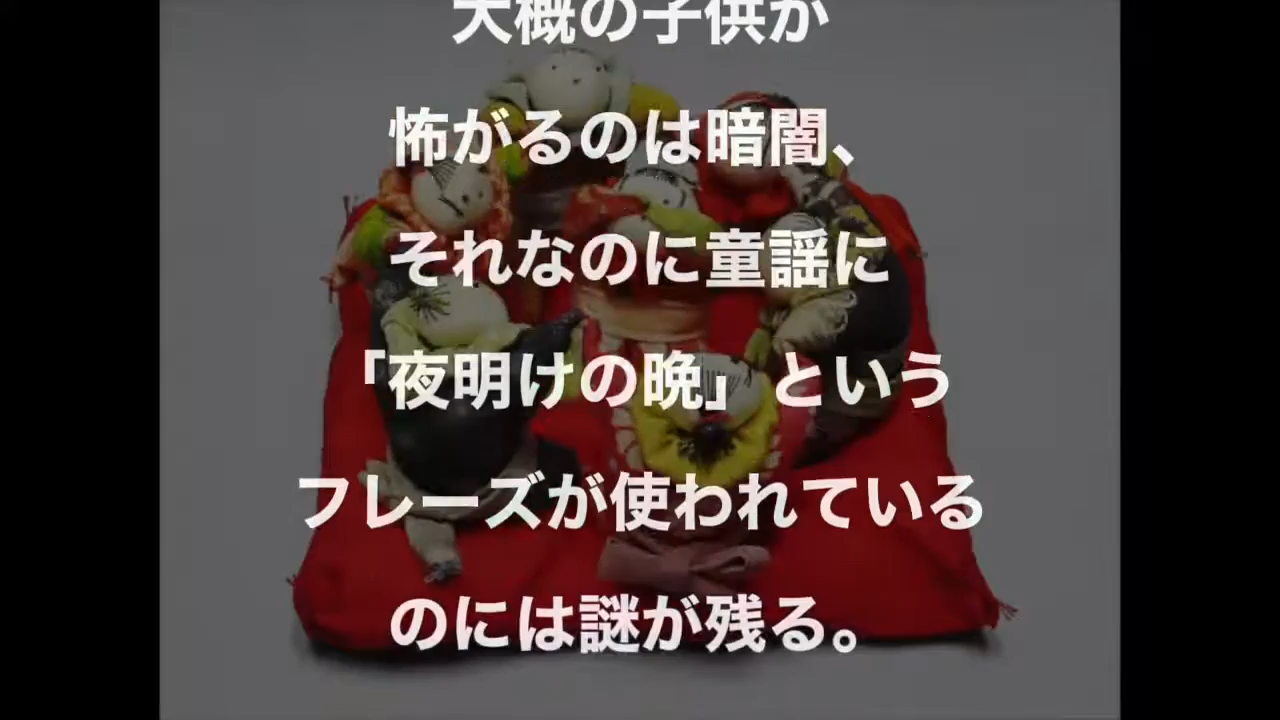 大概の子供が
怖がるのは暗闇、
それなのに童謡に
「夜明けの晩」という
フレーズが使われている
のには謎が残る。